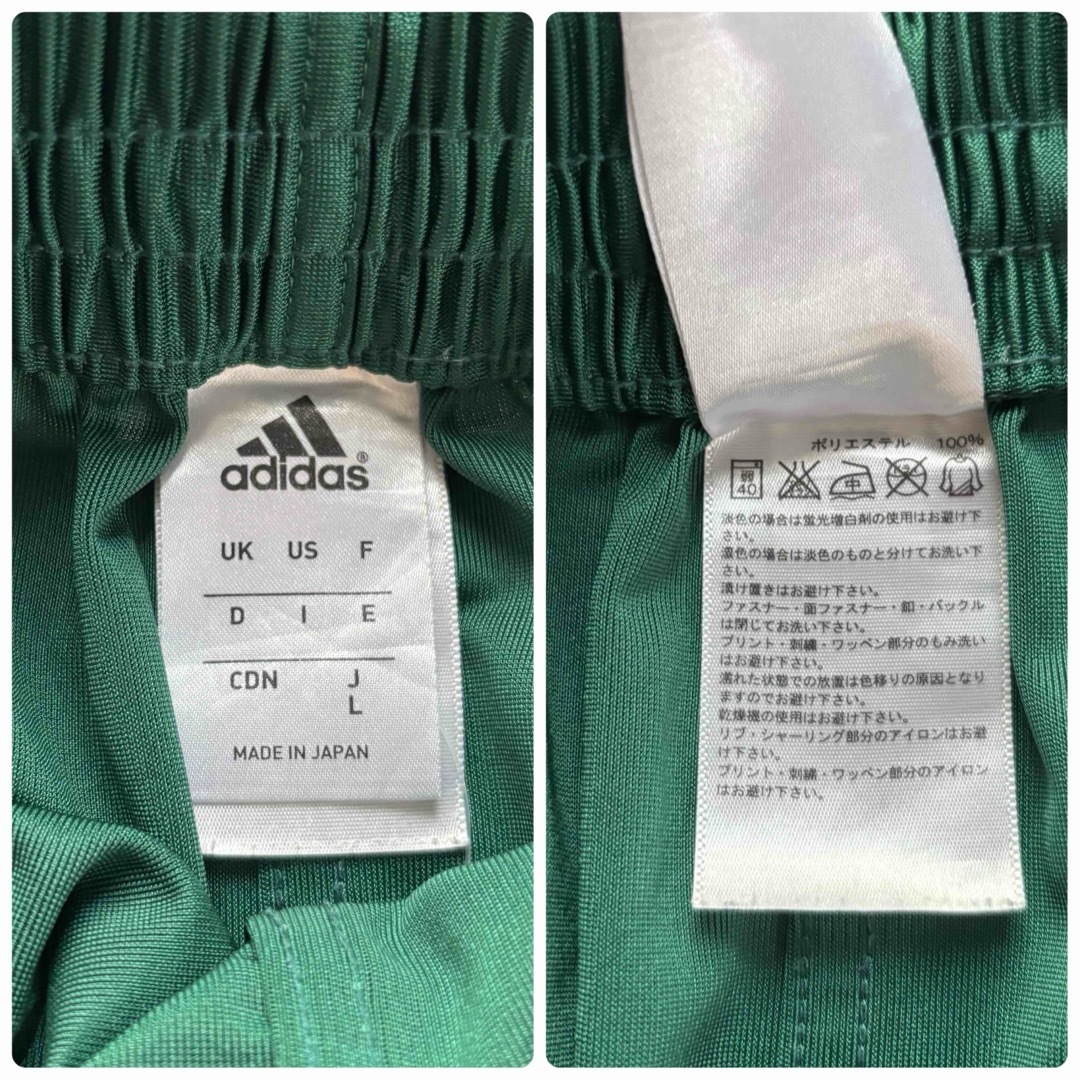 adidas®
UK US F
D I E
CDN J
L
MADE IN JAPAN
ポリエステル 100%
弱
40
中
淡色の場合は蛍光増白剤の使用はお避け下
さい。
濃色の場合は淡色のものと分けてお洗い下
さい。
漬け置きはお避け下さい。
ファスナー・面ファスナー・釦・バックル
は閉じてお洗い下さい。
プリント・刺繍・ワッペン部分のもみ洗い
はお避け下さい。
濡れた状態での放置は色移りの原因となり
ますのでお避け下さい。
乾燥機の使用はお避け下さい。
リブ・シャーリング部分のアイロンはお避
け下さい。
プリント・刺繍・ワッペン部分のアイロン
はお避け下さい。